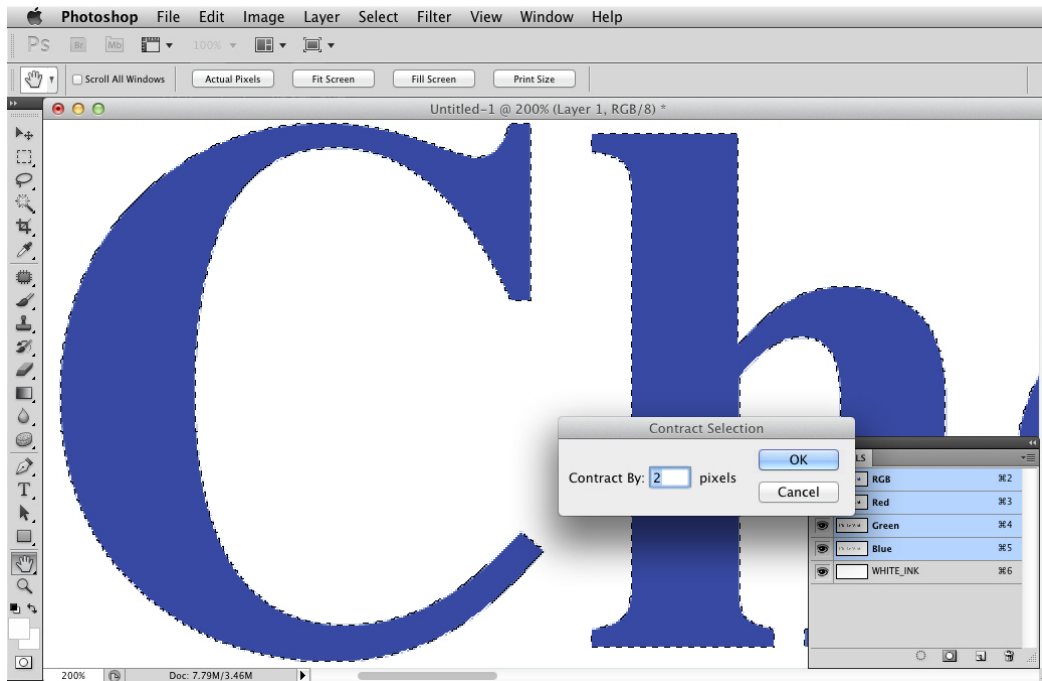 Photoshop File Edit Image Layer Select Filter View Window Help
Ps Br Mb 100%
Scroll All Windows Actual Pixels Fit Screen Fill Screen Print Size
Untitled-1 @ 200% (Layer 1, RGB/8) *
Ch
Contract Selection
Contract By: 2 pixels
OK
Cancel
LS
RGB ⌘2
Red ⌘3
Green ⌘4
Blue ⌘5
WHITE_INK ⌘6
T
200% Doc: 7.79M/3.46M